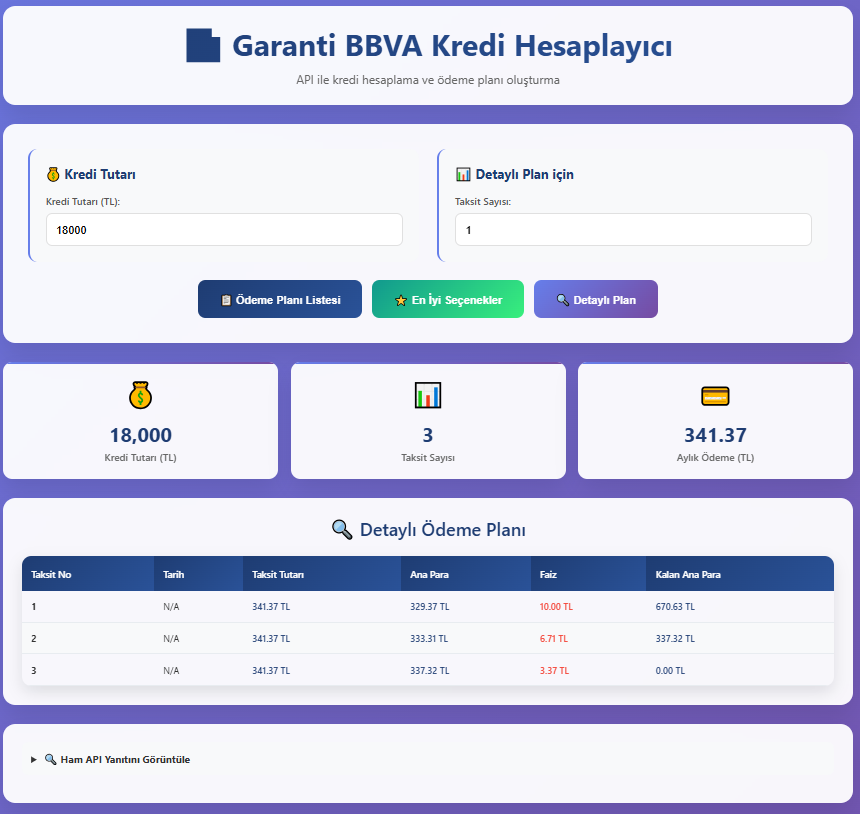 Garanti BBVA Kredi Hesaplayıcı
API ile kredi hesaplama ve ödeme planı oluşturma
Kredi Tutarı
Detaylı Plan için
Kredi Tutarı (TL):
Taksit Sayısı:
18000
1
Ödeme Planı Listesi
En İyi Seçenekler
Detaylı Plan
18,000
3
341.37
Kredi Tutarı (TL)
Taksit Sayısı
Aylık Ödeme (TL)
Detaylı Ödeme Planı
Taksit No Tarih Taksit Tutarı Ana Para Faiz Kalan Ana Para
1 N/A 341.37 TL 329.37 TL 10.00 TL 670.63 TL
2 N/A 341.37 TL 333.31 TL 6.71 TL 337.32 TL
3 N/A 341.37 TL 337.32 TL 3.37 TL 0.00 TL
Ham API Yanıtını Görüntüle